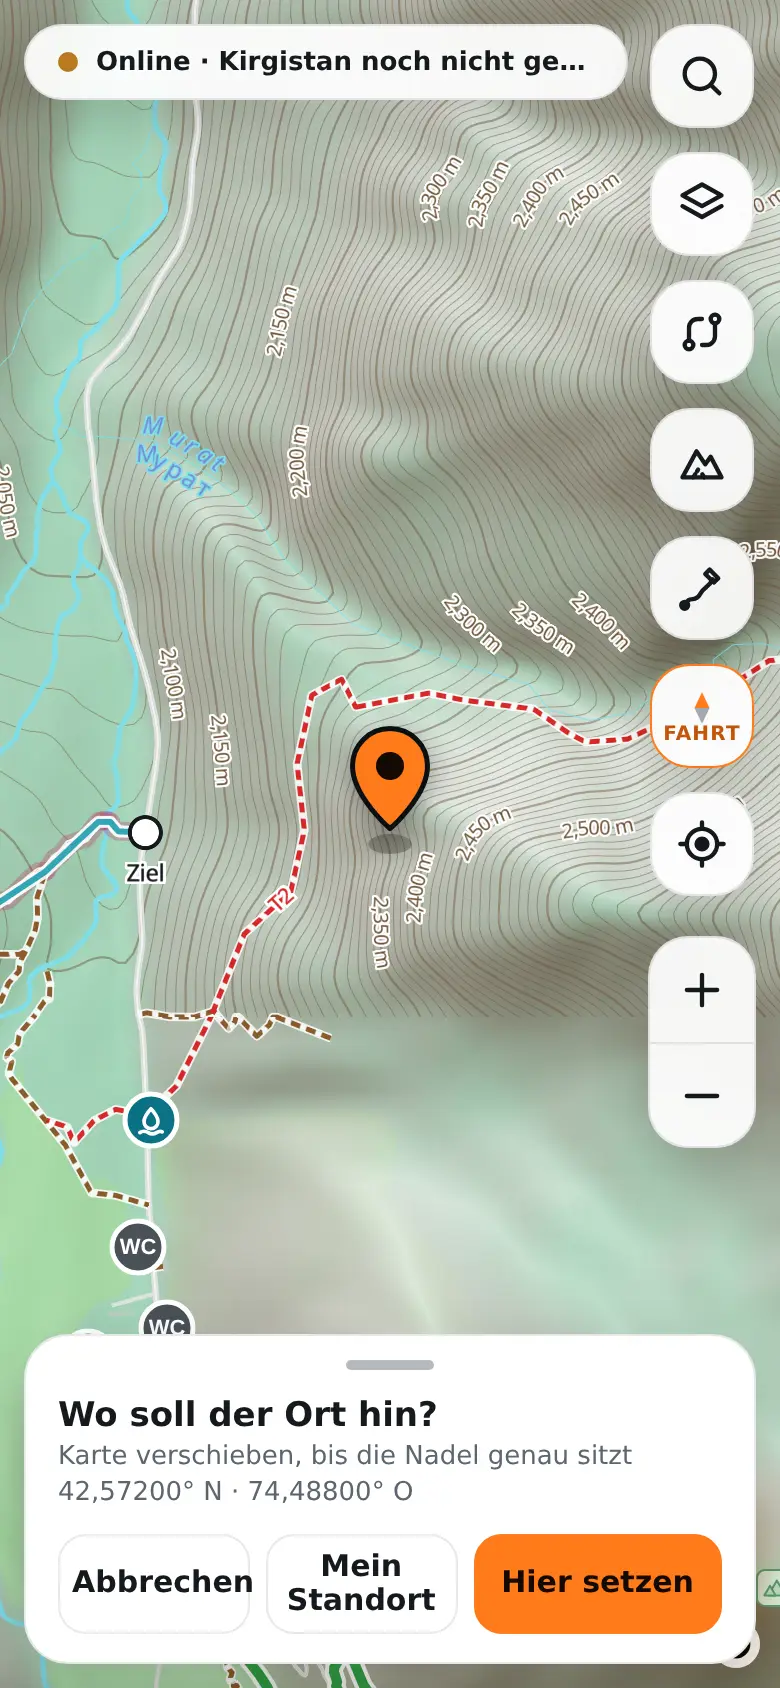 Online · Kirgistan noch nicht ge...
2,300 m
2,350 m
2,400 m
2,450 m
2,150 m
Murat
Мурат
2,200 m
2,050 m
2,300 m
2,350 m
2,400 m
2,100 m
2,150 m
FAHRT
2,450 m
2,500 m
Ziel
T2
2,400 m
2,350 m
WC
WC
Wo soll der Ort hin?
Karte verschieben, bis die Nadel genau sitzt
42,57200° N · 74,48800° O
Abbrechen
Mein
Standort
Hier setzen